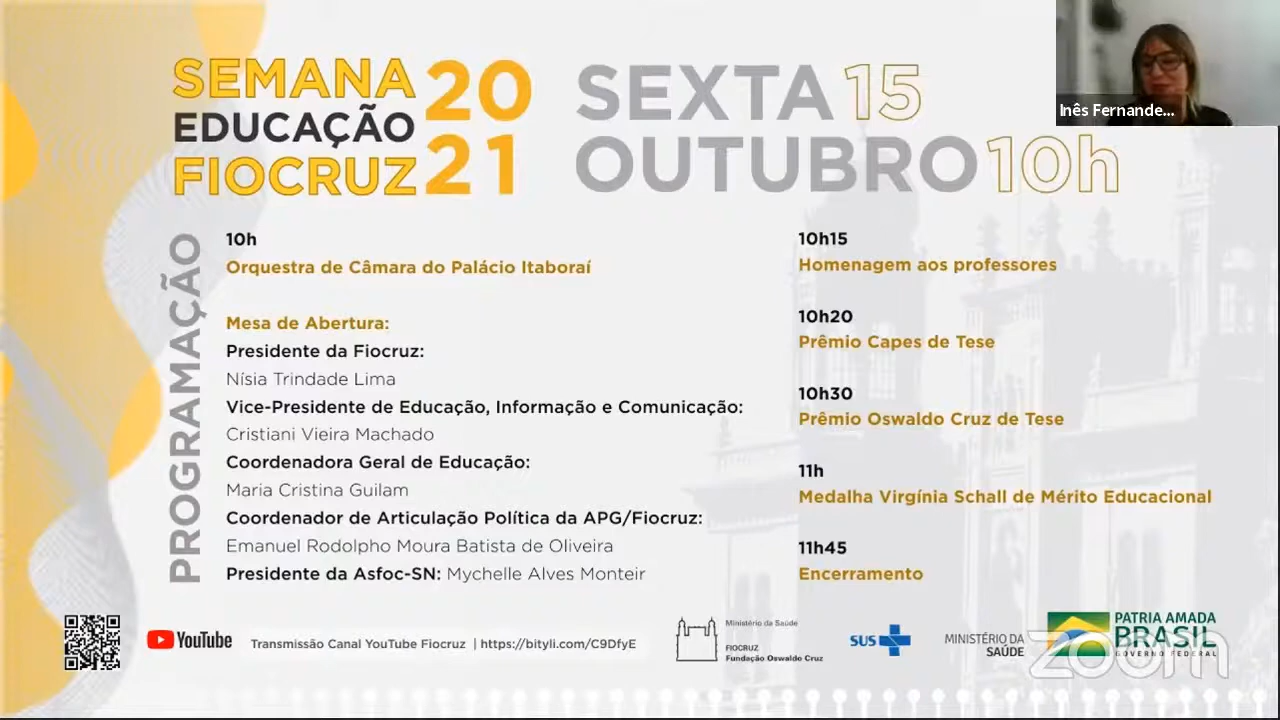 SEMANA
EDUCAÇÃO
FIOCRUZ
20
21
SEXTA 15
OUTUBRO 10h
Inês Fernande...
PROGRAMAÇÃO
10h
Orquestra de Câmara do Palácio Itaboraí
Mesa de Abertura:
Presidente da Fiocruz:
Nísia Trindade Lima
Vice-Presidente de Educação, Informação e Comunicação:
Cristiani Vieira Machado
Coordenadora Geral de Educação:
Maria Cristina Guilam
Coordenador de Articulação Política da APG/Fiocruz:
Emanuel Rodolpho Moura Batista de Oliveira
Presidente da Asfoc-SN: Mychelle Alves Monteir
10h15
Homenagem aos professores
10h20
Prêmio Capes de Tese
10h30
Prêmio Oswaldo Cruz de Tese
11h
Medalha Virgínia Schall de Mérito Educacional
11h45
Encerramento
YouTube
Transmissão Canal YouTube Fiocruz | https://bityli.com/C9DfyE
Ministério da Saúde
FIOCRUZ
Fundação Oswaldo Cruz
SUS
MINISTÉRIO DA
SAÚDE
PATRIA AMADA
BRASIL
GOVERNO FEDERAL
zoom